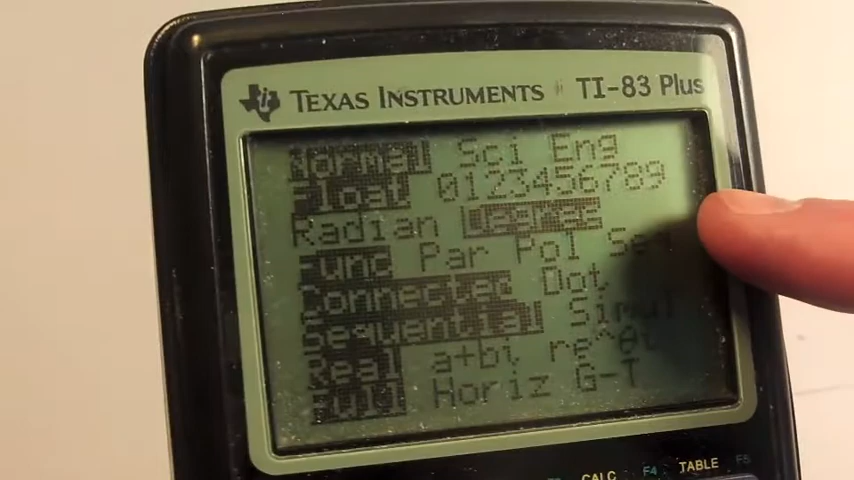 TEXAS INSTRUMENTS TI-83 Plus
Normal Sci Eng
Float 0123456789
Radian Degree
Func Par Pol Seq
Connected Dot
Sequential Simul
Real a+bi re^θi
Full Horiz G-T
CALC F4 TABLE F5